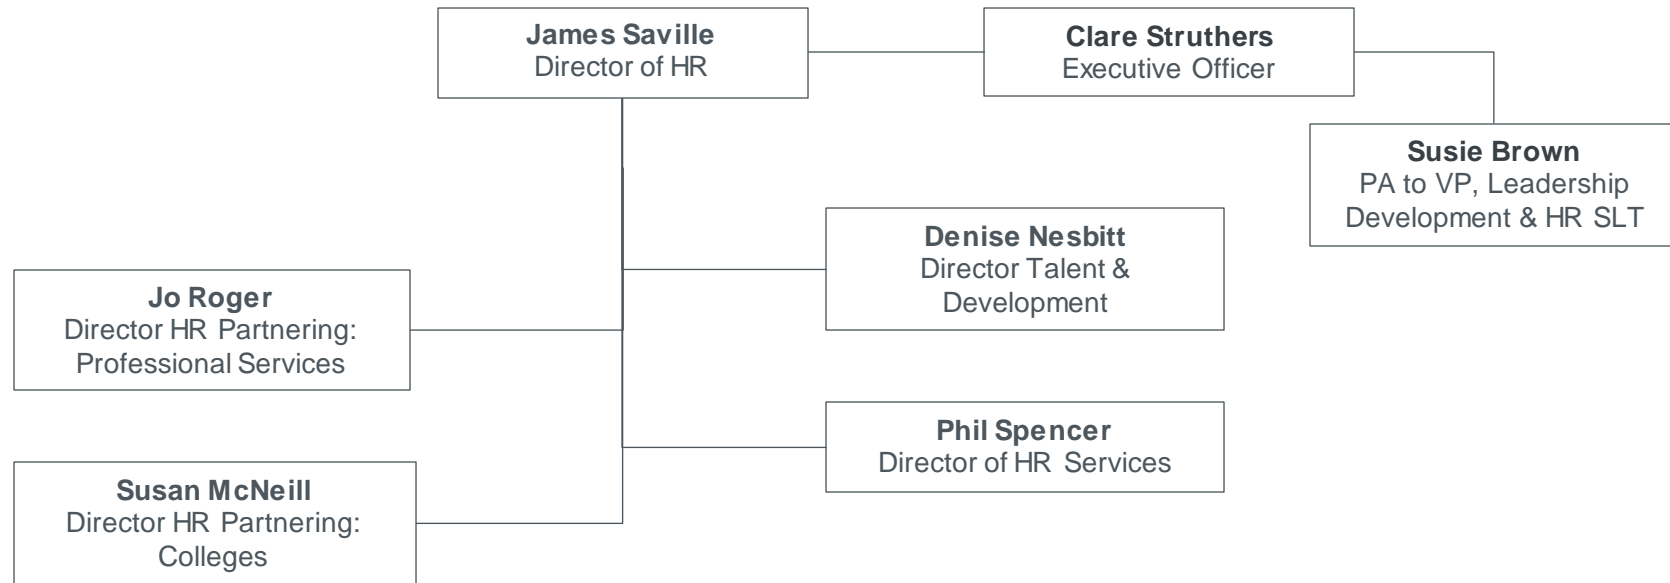 James Saville
Director of HR
Clare Struthers
Executive Officer
Susie Brown
PA to VP, Leadership
Development & HR SLT
Denise Nesbitt
Director Talent &
Development
Jo Roger
Director HR Partnering:
Professional Services
Phil Spencer
Director of HR Services
Susan McNeill
Director HR Partnering:
Colleges